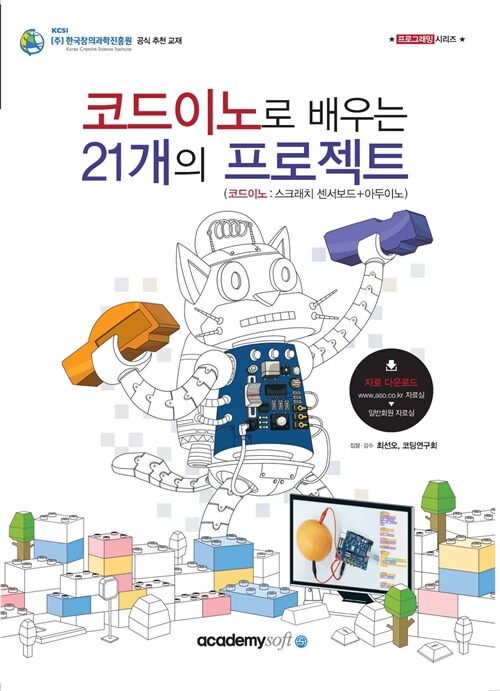 KCSI
(주) 한국창의과학진흥원 공식 추천 교재
Korea Creative Science Institute
★ 프로그래밍 시리즈 ★
코드이노로 배우는
21개의 프로젝트
(코드이노 : 스크래치 센서보드+아두이노)
자료 다운로드
www.aso.co.kr 자료실
일반회원 자료실
집필·감수 최선오, 코딩연구회
academysoft